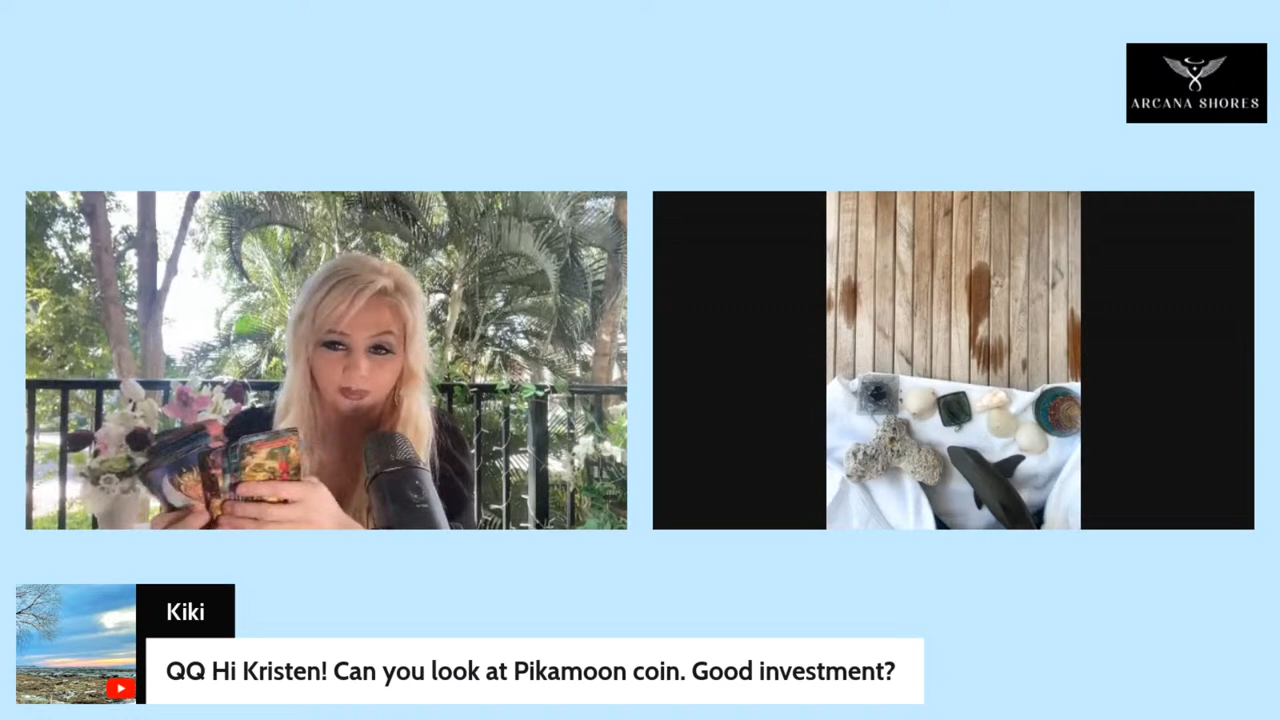 ARCANA SHORES
Kiki
QQ Hi Kristen! Can you look at Pikamoon coin. Good investment?